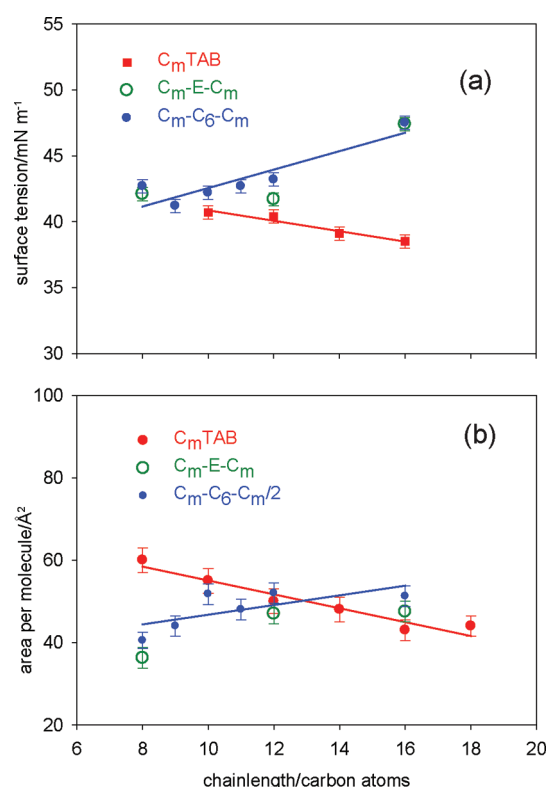 55
50
45
40
35
30
surface tension/mN m-1
CmTAB
Cm-E-Cm
Cm-C6-Cm
(a)
100
80
60
40
20
area per molecule/Å²
CmTAB
Cm-E-Cm
Cm-C6-Cm/2
(b)
6 8 10 12 14 16 18 20
chainlength/carbon atoms